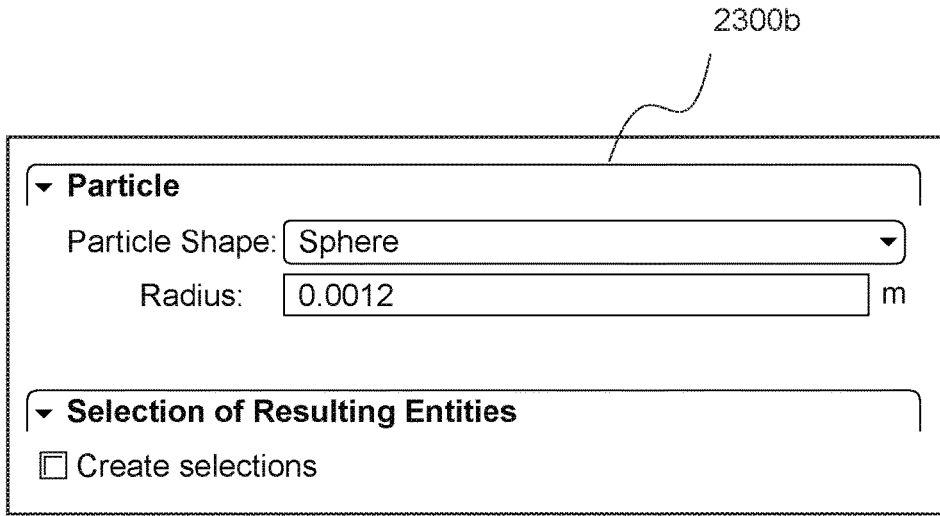 2300b
Particle
Particle Shape: Sphere
Radius: 0.0012 m
Selection of Resulting Entities
Create selections